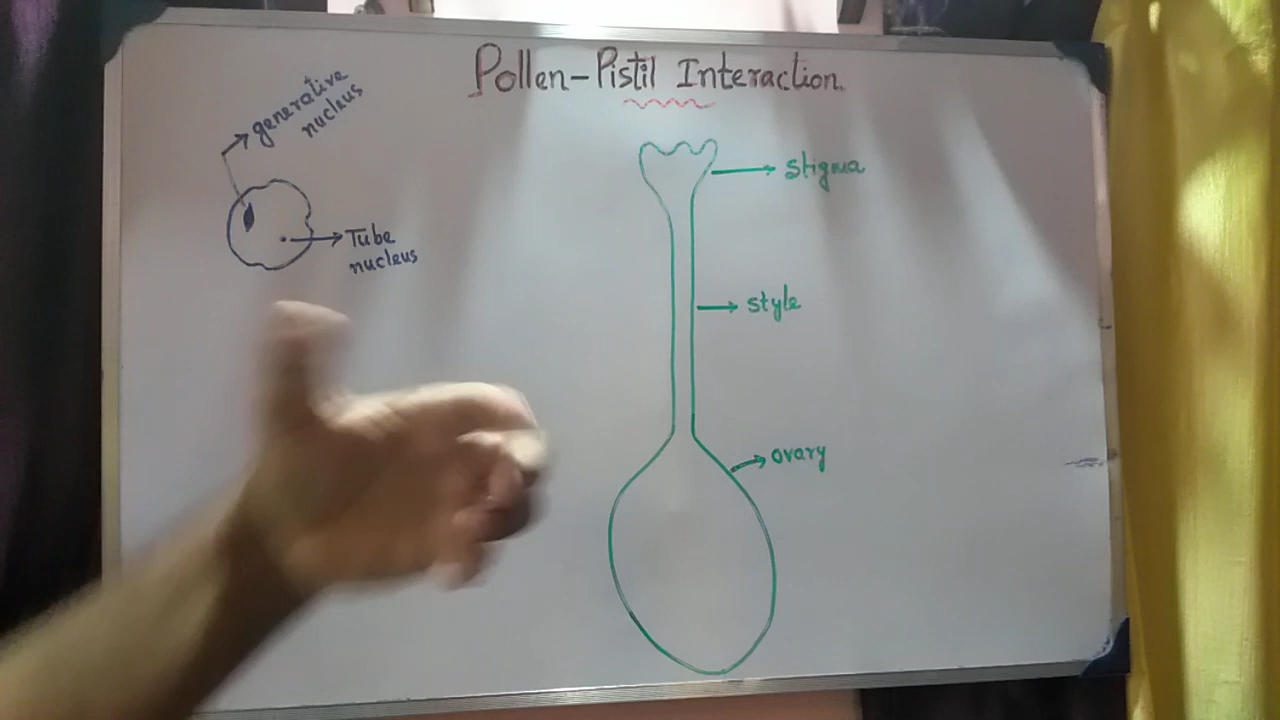 Pollen-Pistil Interaction.
generative
nucleus
Tube
nucleus
stigma
style
ovary